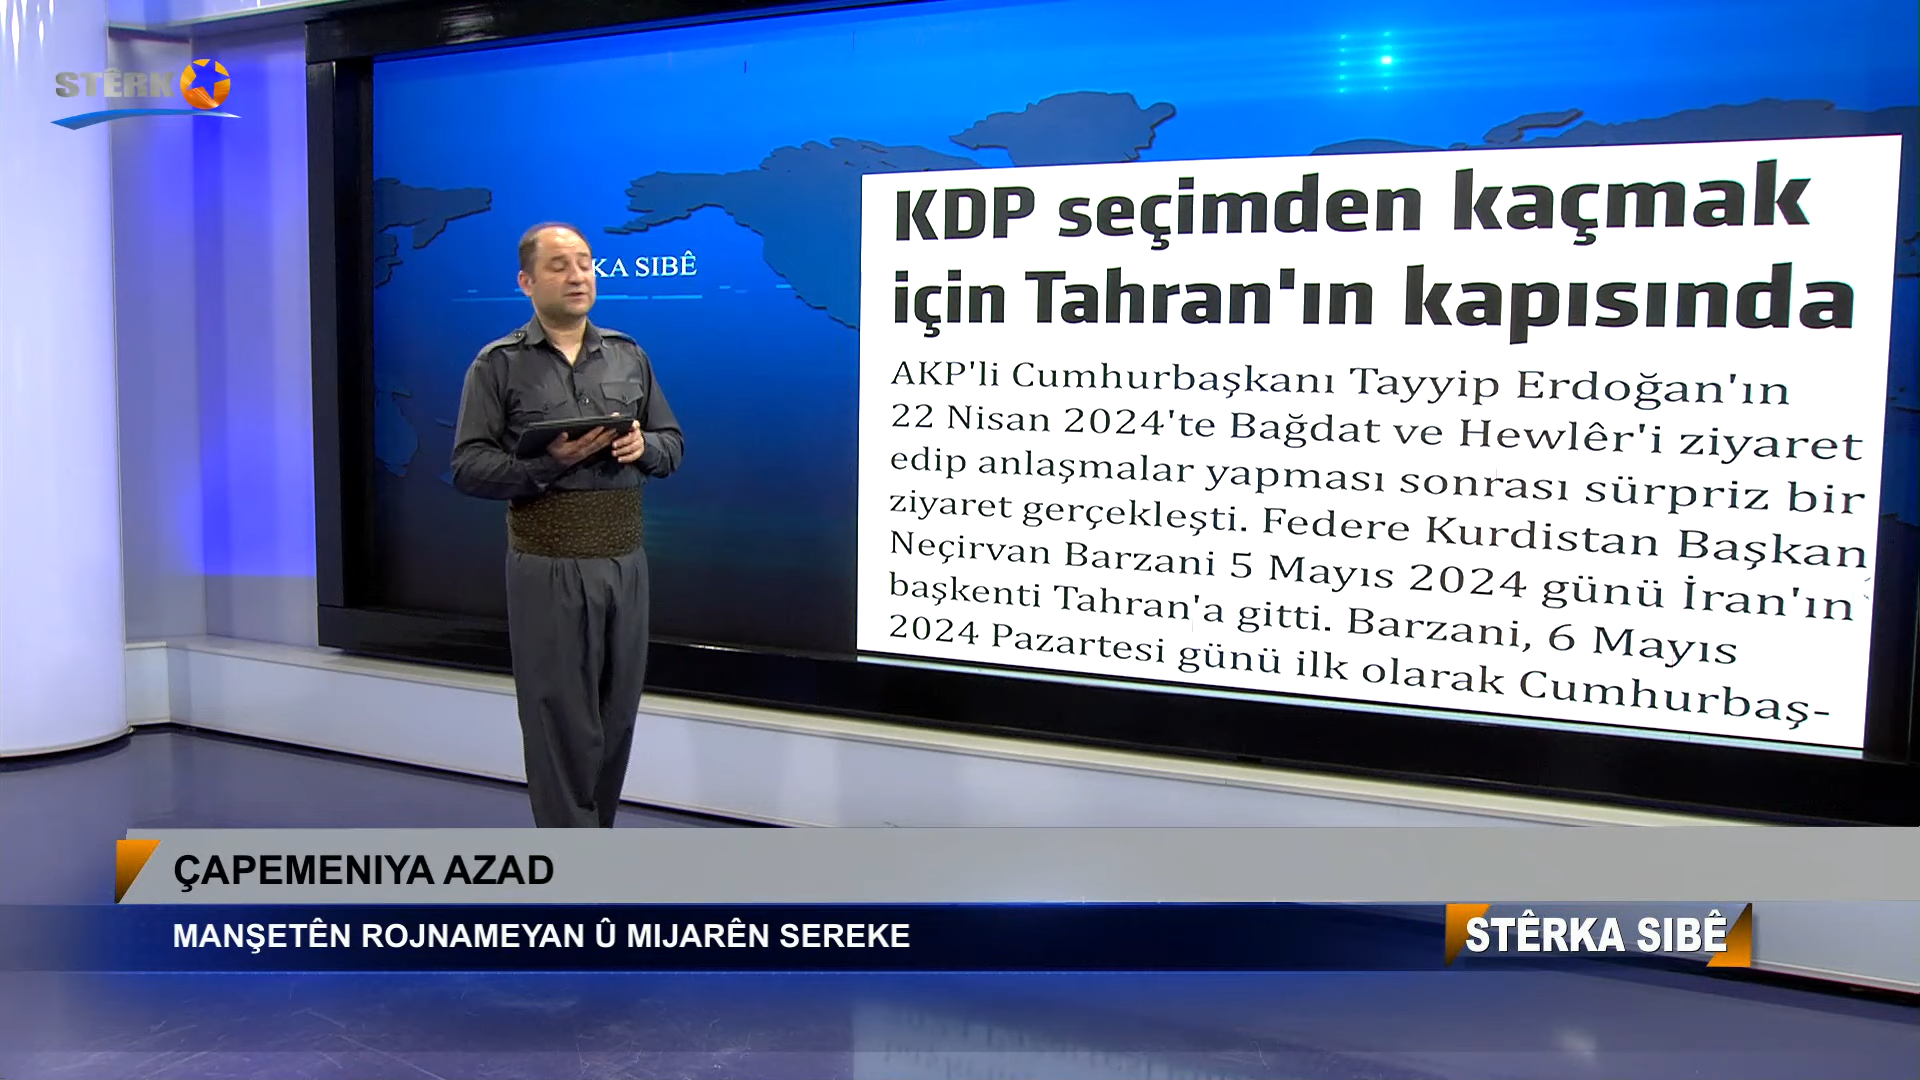 STÊRK
KA SIBÊ
KDP seçimden kaçmak
için Tahran'ın kapısında
AKP'li Cumhurbaşkanı Tayyip Erdoğan'ın
22 Nisan 2024'te Bağdat ve Hewlêr'i ziyaret
edip anlaşmalar yapması sonrası sürpriz bir
ziyaret gerçekleşti. Federe Kurdistan Başkan
Neçirvan Barzani 5 Mayıs 2024 günü İran'ın
başkenti Tahran'a gitti. Barzani, 6 Mayıs
2024 Pazartesi günü ilk olarak Cumhurbaş-
ÇAPEMENIYA AZAD
MANŞETÊN ROJNAMEYAN Û MIJARÊN SEREKE
STÊRKA SIBÊ